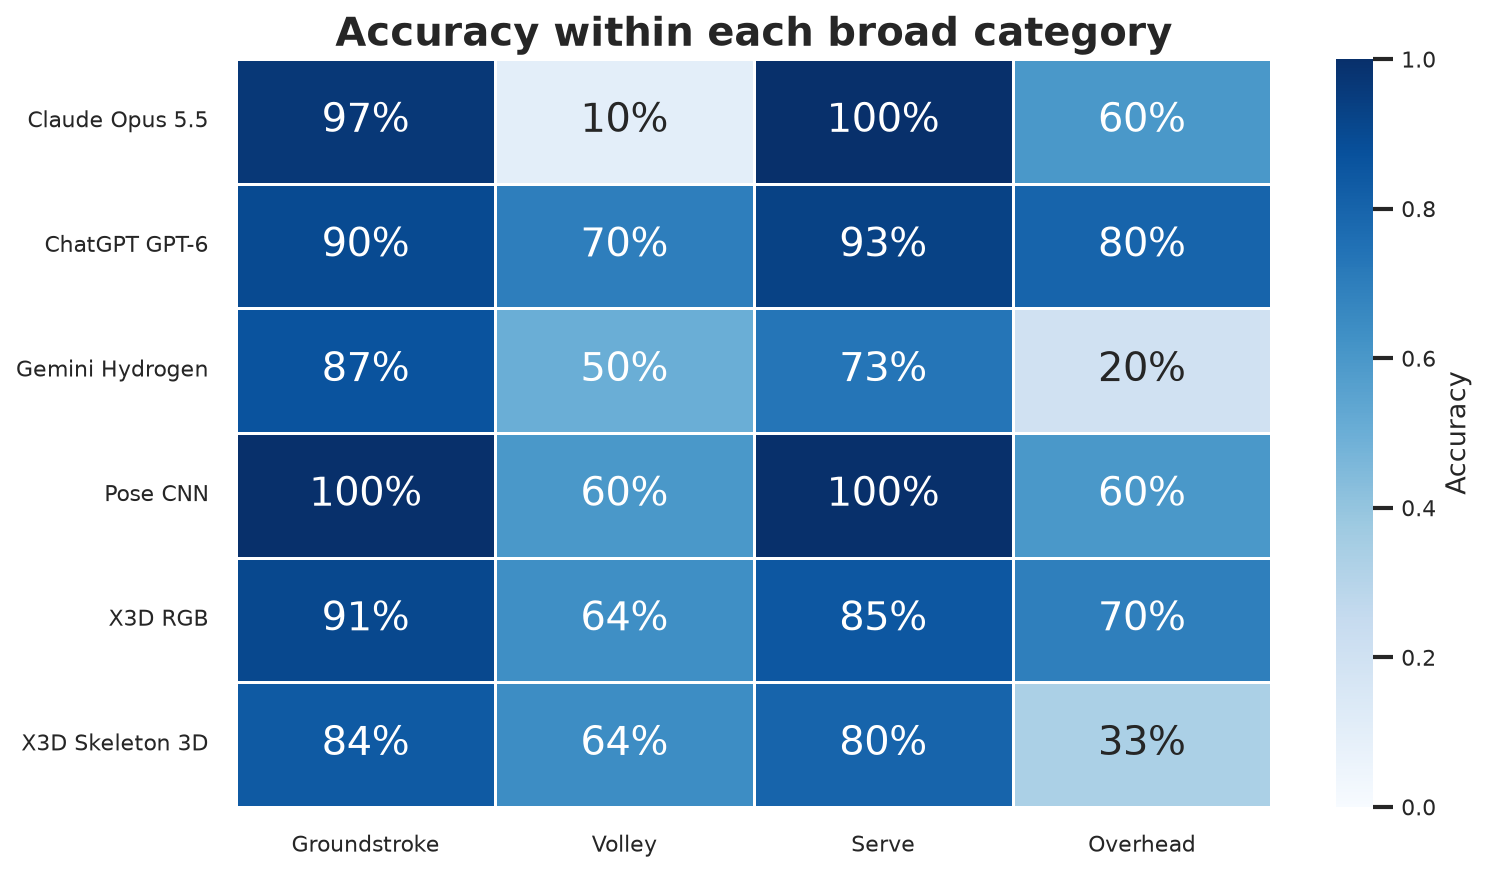 Accuracy within each broad category
Claude Opus 5.5 97% 10% 100% 60%
ChatGPT GPT-6 90% 70% 93% 80%
Gemini Hydrogen 87% 50% 73% 20%
Pose CNN 100% 60% 100% 60%
X3D RGB 91% 64% 85% 70%
X3D Skeleton 3D 84% 64% 80% 33%
Groundstroke Volley Serve Overhead
1.0
0.8
0.6
0.4
0.2
0.0
Accuracy